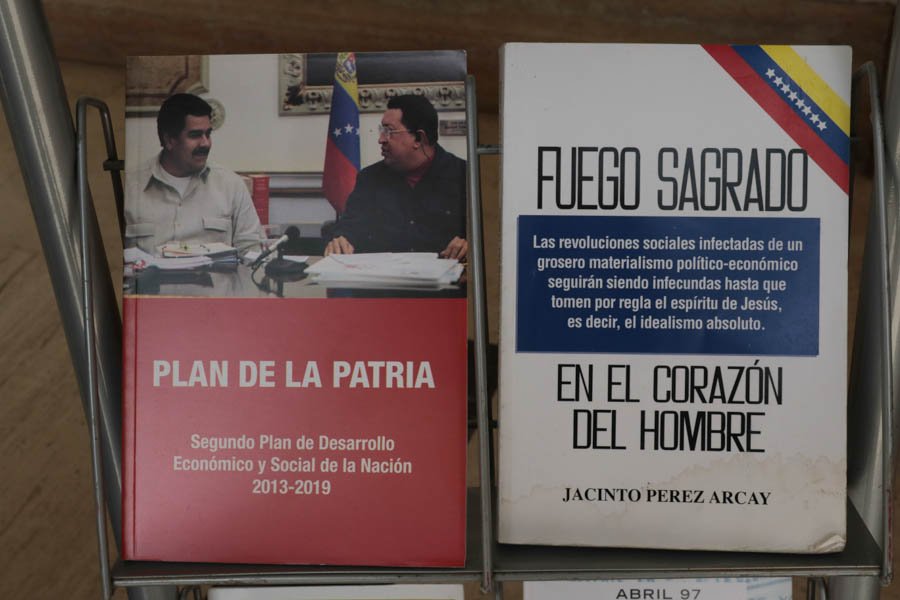 PLAN DE LA PATRIA
Segundo Plan de Desarrollo
Económico y Social de la Nación
2013-2019
FUEGO SAGRADO
Las revoluciones sociales infectadas de un
grosero materialismo político-económico
seguirán siendo infecundas hasta que
tomen por regla el espíritu de Jesús,
es decir, el idealismo absoluto.
EN EL CORAZÓN
DEL HOMBRE
JACINTO PEREZ ARCAY
ABRIL 97